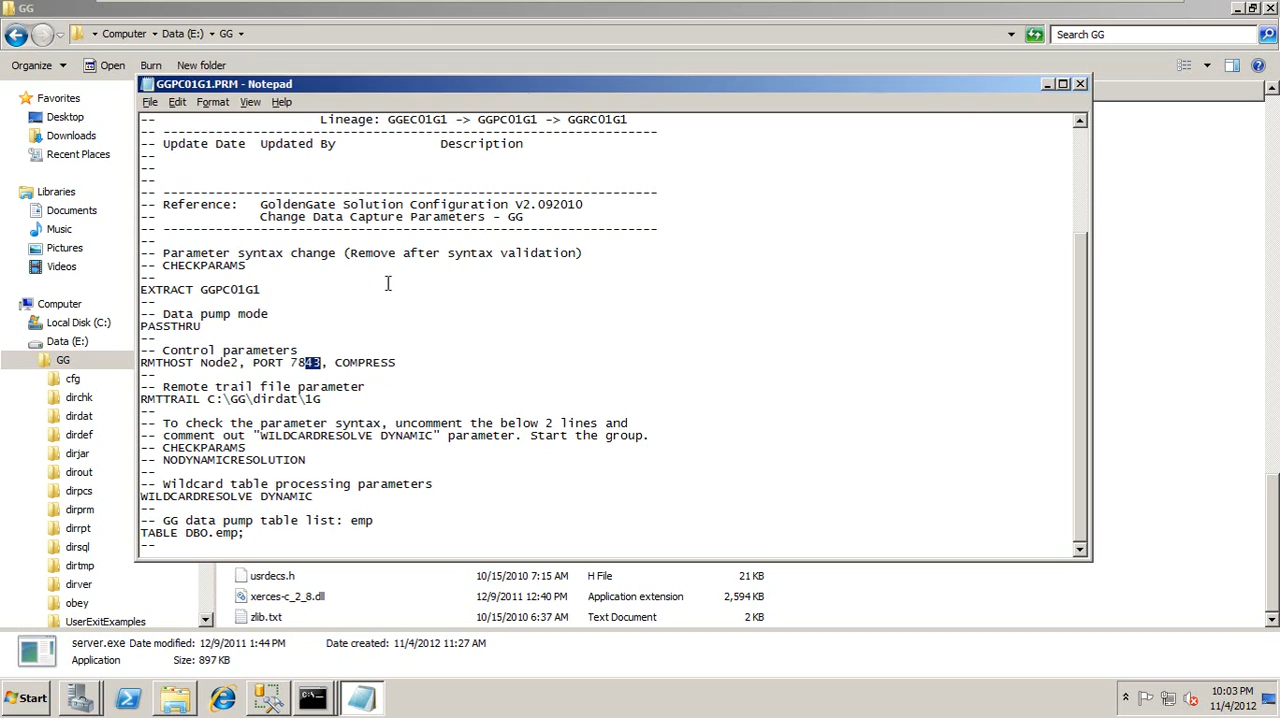 GG
Computer Data (E:) GG
Search GG
Organize Open Burn New folder
GGPC01G1.PRM - Notepad
File Edit Format View Help
-- Lineage: GGEC01G1 -> GGPC01G1 -> GGRC01G1
-- ------------------------------------------------------------------
-- Update Date Updated By Description
--
--
--
-- ------------------------------------------------------------------
-- Reference: GoldenGate Solution Configuration V2.092010
-- Change Data Capture Parameters - GG
-- ------------------------------------------------------------------
--
-- Parameter syntax change (Remove after syntax validation)
-- CHECKPARAMS
--
EXTRACT GGPC01G1
--
-- Data pump mode
PASSTHRU
--
-- Control parameters
RMTHOST Node2, PORT 7843, COMPRESS
--
-- Remote trail file parameter
RMTTRAIL C:\GG\dirdat\1G
--
-- To check the parameter syntax, uncomment the below 2 lines and
-- comment out "WILDCARDRESOLVE DYNAMIC" parameter. Start the group.
-- CHECKPARAMS
-- NODYNAMICRESOLUTION
--
-- Wildcard table processing parameters
WILDCARDRESOLVE DYNAMIC
--
-- GG data pump table list: emp
TABLE DBO.emp;
--
Favorites
Desktop
Downloads
Recent Places
Libraries
Documents
Music
Pictures
Videos
Computer
Local Disk (C:)
Data (E:)
GG
cfg
dirchk
dirdat
dirdef
dirjar
dirout
dirpcs
dirprm
dirrpt
dirsql
dirtmp
dirver
obey
UserExitExamples
usrdecs.h 10/15/2010 7:15 AM H File 21 KB
xerces-c_2_8.dll 12/9/2011 12:40 PM Application extension 2,594 KB
zlib.txt 10/15/2010 6:37 AM Text Document 2 KB
server.exe Date modified: 12/9/2011 1:44 PM Date created: 11/4/2012 11:27 AM
Application Size: 897 KB
Start
10:03 PM
11/4/2012